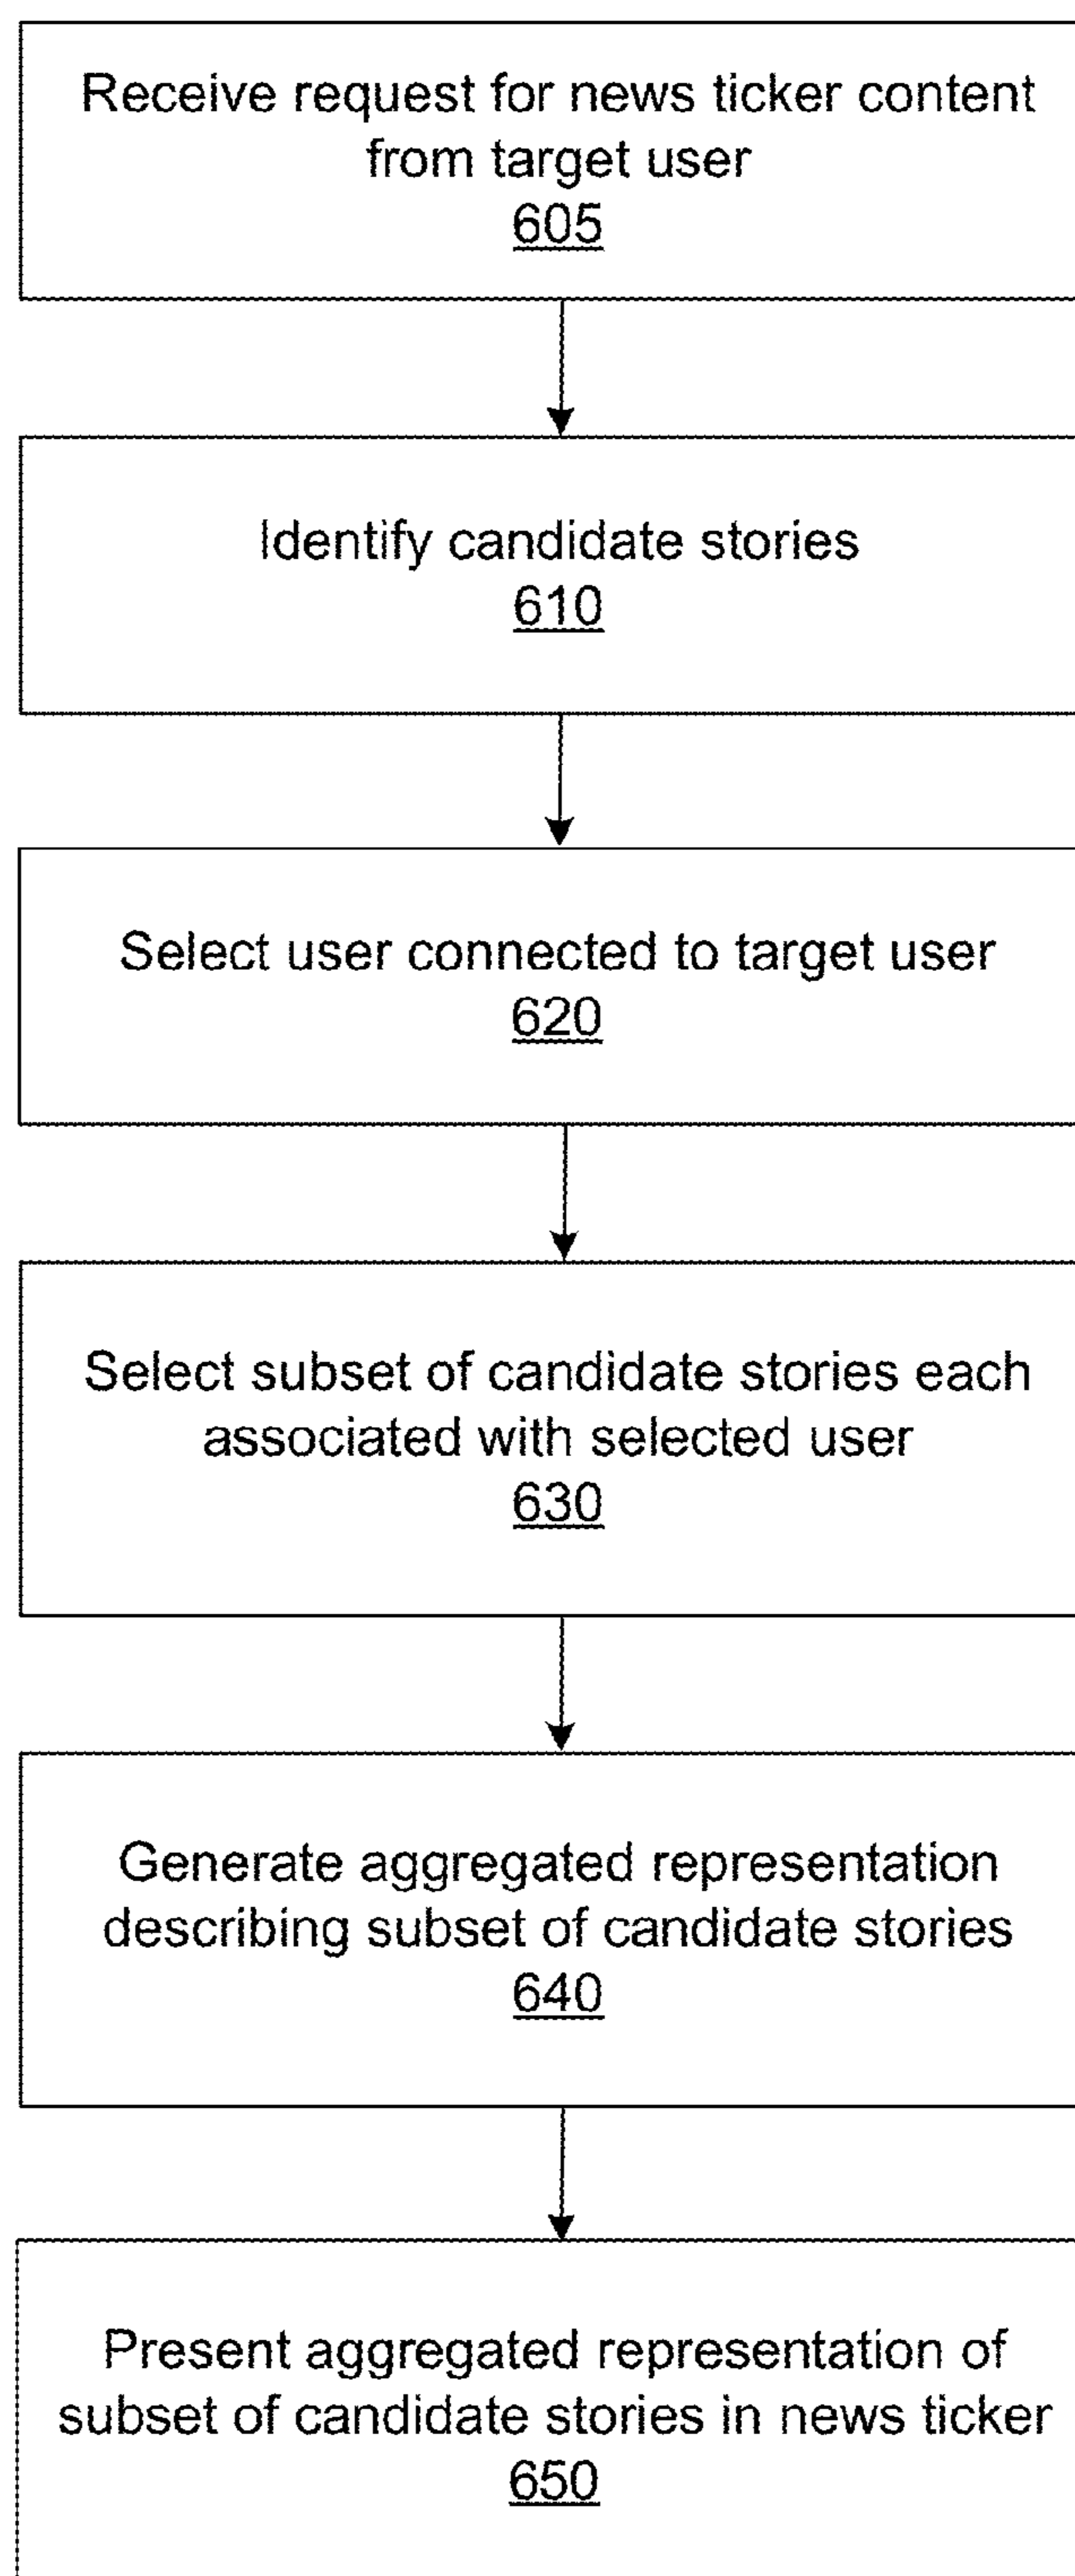 Receive request for news ticker content
from target user
605
Identify candidate stories
610
Select user connected to target user
620
Select subset of candidate stories each
associated with selected user
630
Generate aggregated representation
describing subset of candidate stories
640
Present aggregated representation of
subset of candidate stories in news ticker
650